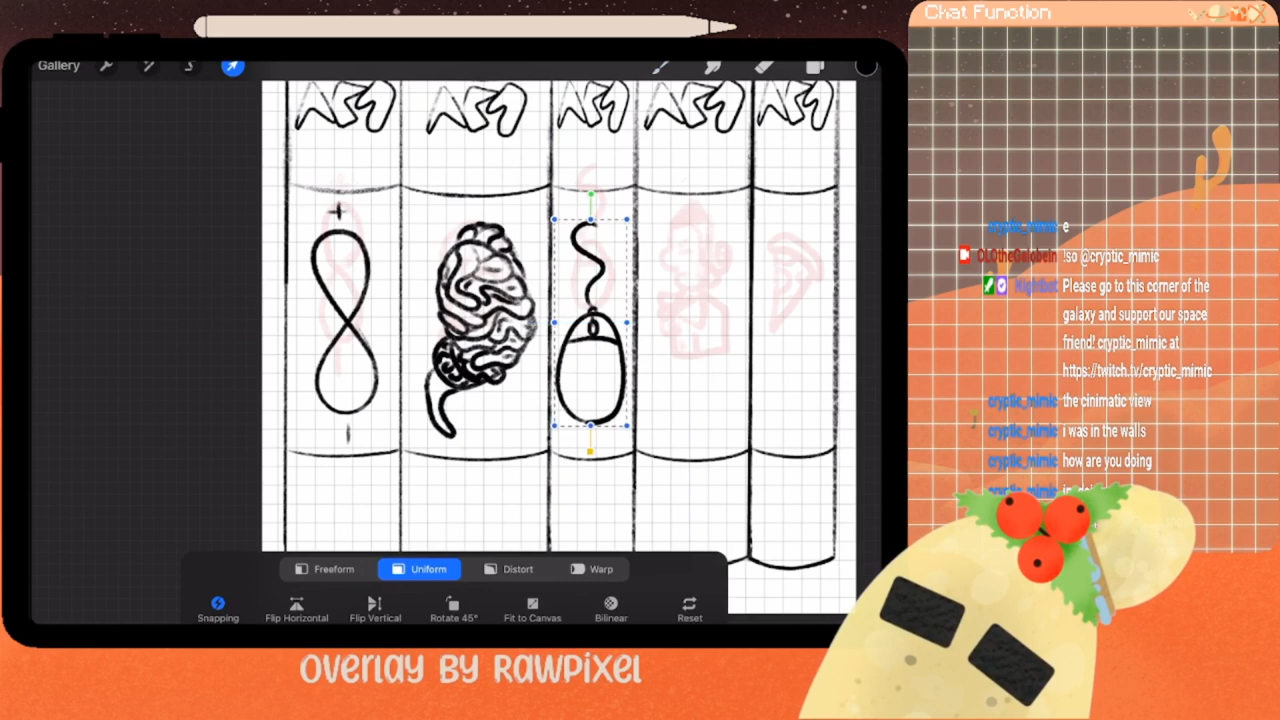 Chat Function
Gallery
cryptic_mimic e
OLOtheGolobeIn !so @cryptic_mimic
Nightbot Please go to this corner of the
galaxy and support our space
friend! cryptic_mimic at
https://twitch.tv/cryptic_mimic
cryptic_mimic the cinimatic view
cryptic_mimic i was in the walls
cryptic_mimic how are you doing
cryptic_mimic
Freeform
Uniform
Distort
Warp
Snapping
Flip Horizontal
Flip Vertical
Rotate 45°
Fit to Canvas
Bilinear
Reset
OVERLAY BY RAWPIXEL